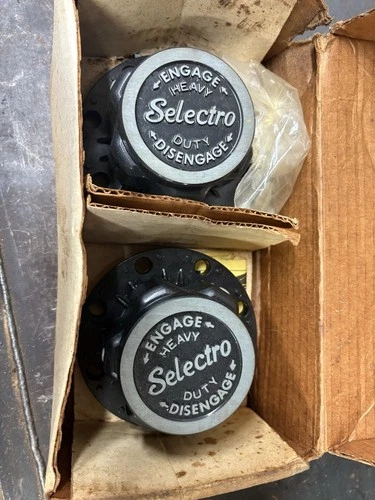 ENGAGE
HEAVY
Selectro
DUTY
DISENGAGE
ENGAGE
HEAVY
Selectro
DUTY
DISENGAGE